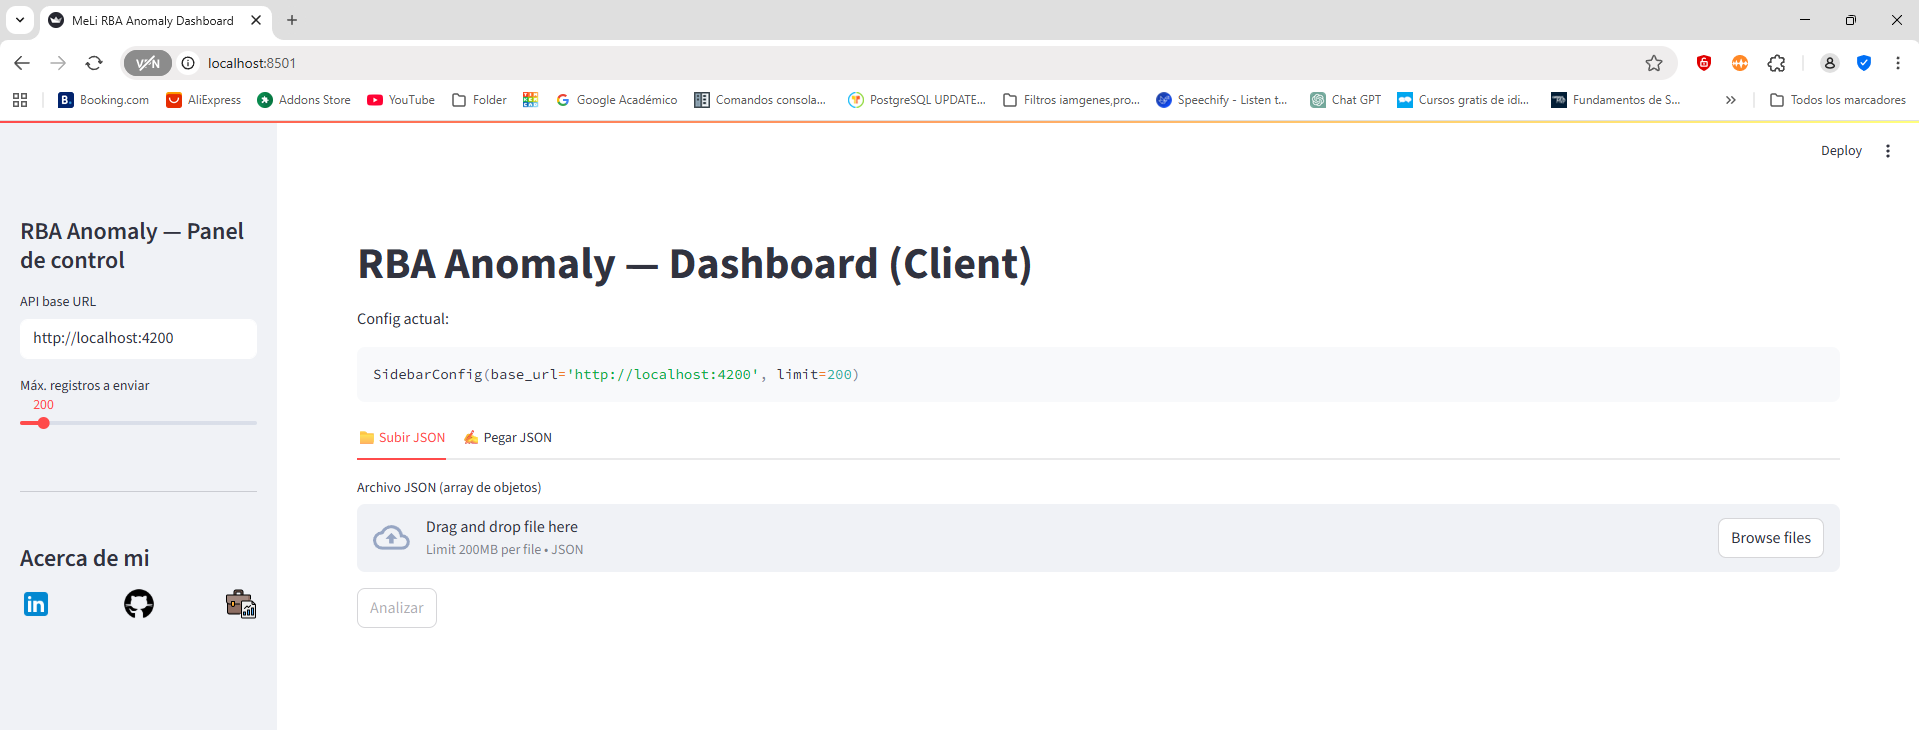 MeLi RBA Anomaly Dashboard
VPN
localhost:8501
Booking.com
AliExpress
Addons Store
YouTube
Folder
Google Académico
Comandos consola...
PostgreSQL UPDATE...
Filtros iamgenes,pro...
Speechify - Listen t...
Chat GPT
Cursos gratis de idi...
Fundamentos de S...
Todos los marcadores
Deploy
RBA Anomaly — Panel
de control
API base URL
http://localhost:4200
Máx. registros a enviar
200
Acerca de mi
in
RBA Anomaly — Dashboard (Client)
Config actual:
SidebarConfig(base_url='http://localhost:4200', limit=200)
Subir JSON
Pegar JSON
Archivo JSON (array de objetos)
Drag and drop file here
Limit 200MB per file • JSON
Browse files
Analizar